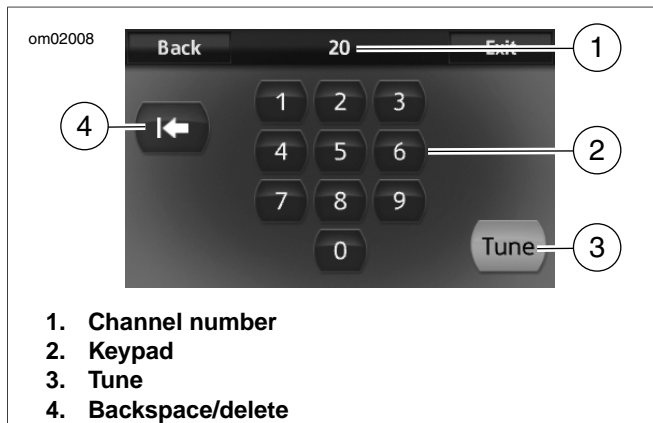 om02008
Back 20 Exit 1
1 2 3
4
4 5 6 2
7 8 9
0 Tune 3
1. Channel number
2. Keypad
3. Tune
4. Backspace/delete